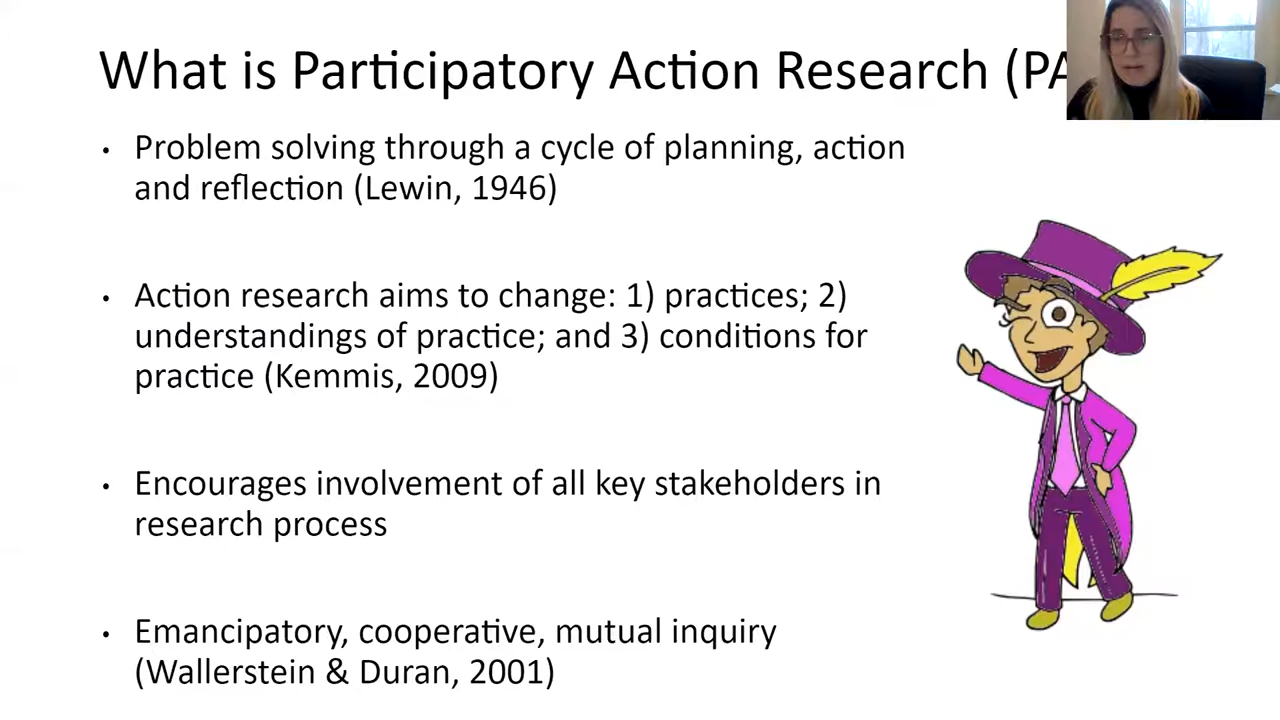 What is Participatory Action Research (PA
• Problem solving through a cycle of planning, action
and reflection (Lewin, 1946)
• Action research aims to change: 1) practices; 2)
understandings of practice; and 3) conditions for
practice (Kemmis, 2009)
• Encourages involvement of all key stakeholders in
research process
• Emancipatory, cooperative, mutual inquiry
(Wallerstein & Duran, 2001)